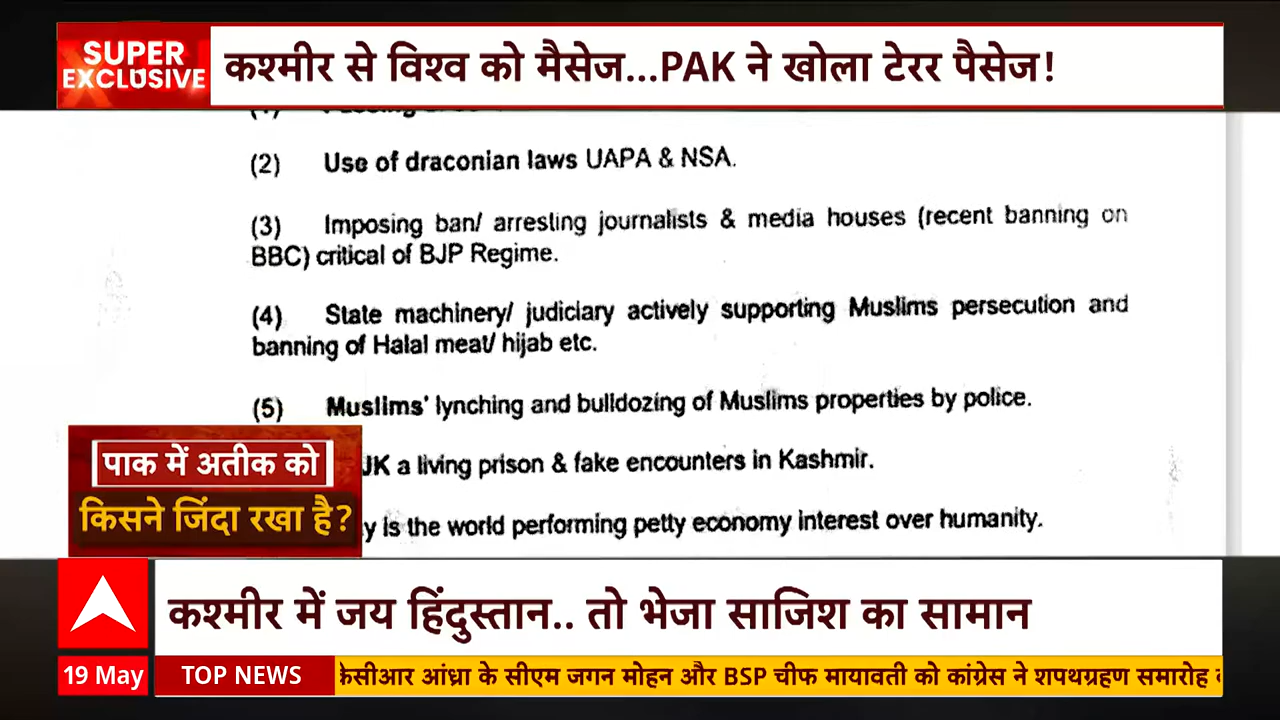 SUPER
EXCLUSIVE
कश्मीर से विश्व को मैसेज...PAK ने खोला टेरर पैसेज!
(2) Use of draconian laws UAPA & NSA.
(3) Imposing ban/ arresting journalists & media houses (recent banning on
BBC) critical of BJP Regime.
(4) State machinery/ judiciary actively supporting Muslims persecution and
banning of Halal meat/ hijab etc.
(5) Muslims' lynching and bulldozing of Muslims properties by police.
JK a living prison & fake encounters in Kashmir.
is the world performing petty economy interest over humanity.
पाक में अतीक को
किसने जिंदा रखा है?
कश्मीर में जय हिंदुस्तान.. तो भेजा साजिश का सामान
19 May
TOP NEWS
केसीआर आंध्रा के सीएम जगन मोहन और BSP चीफ मायावती को कांग्रेस ने शपथग्रहण समारोह